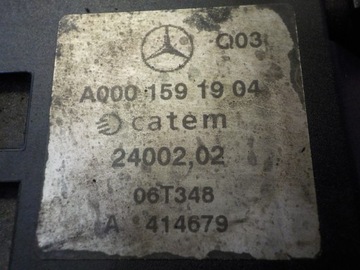 Q03
A000 159 19 04
catem
24002,02
06T348
A 414679